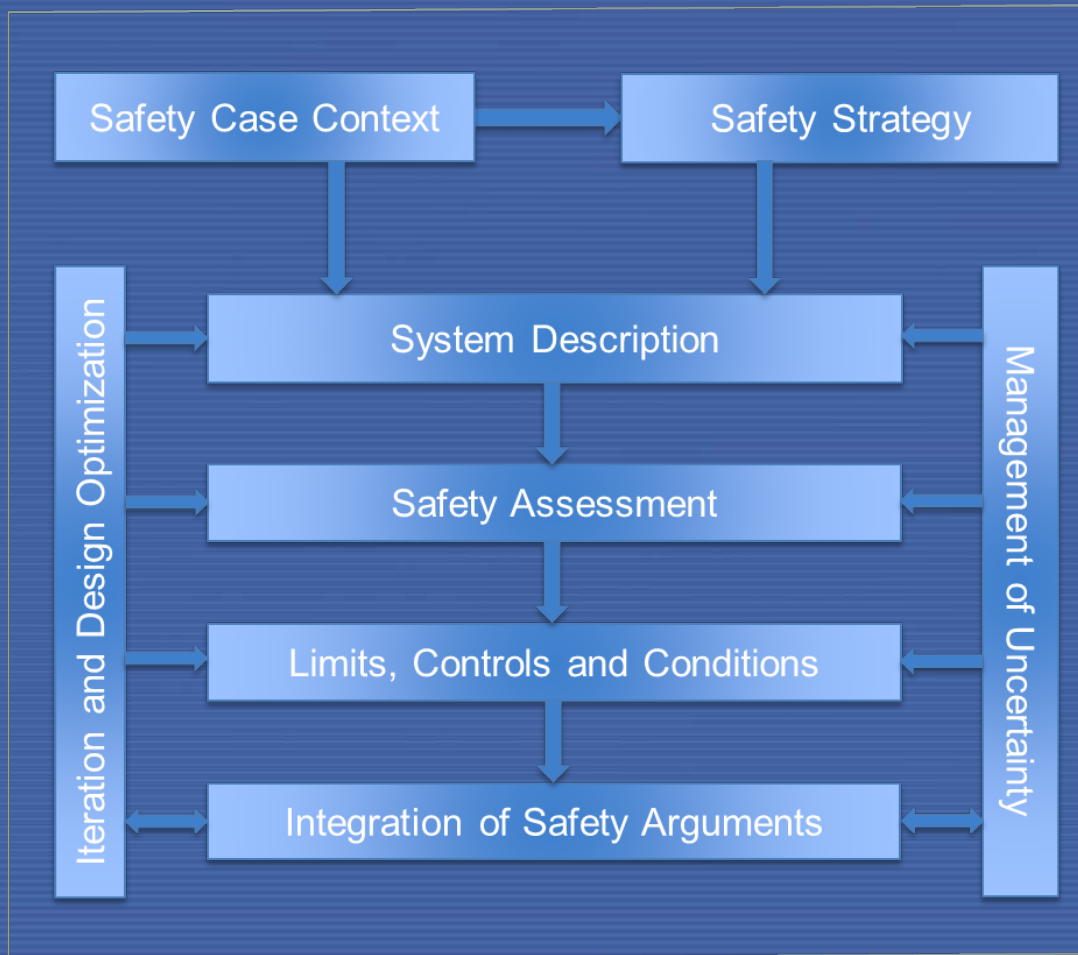 Safety Case Context
Safety Strategy
Iteration and Design Optimization
System Description
Safety Assessment
Limits, Controls and Conditions
Integration of Safety Arguments
Management of Uncertainty